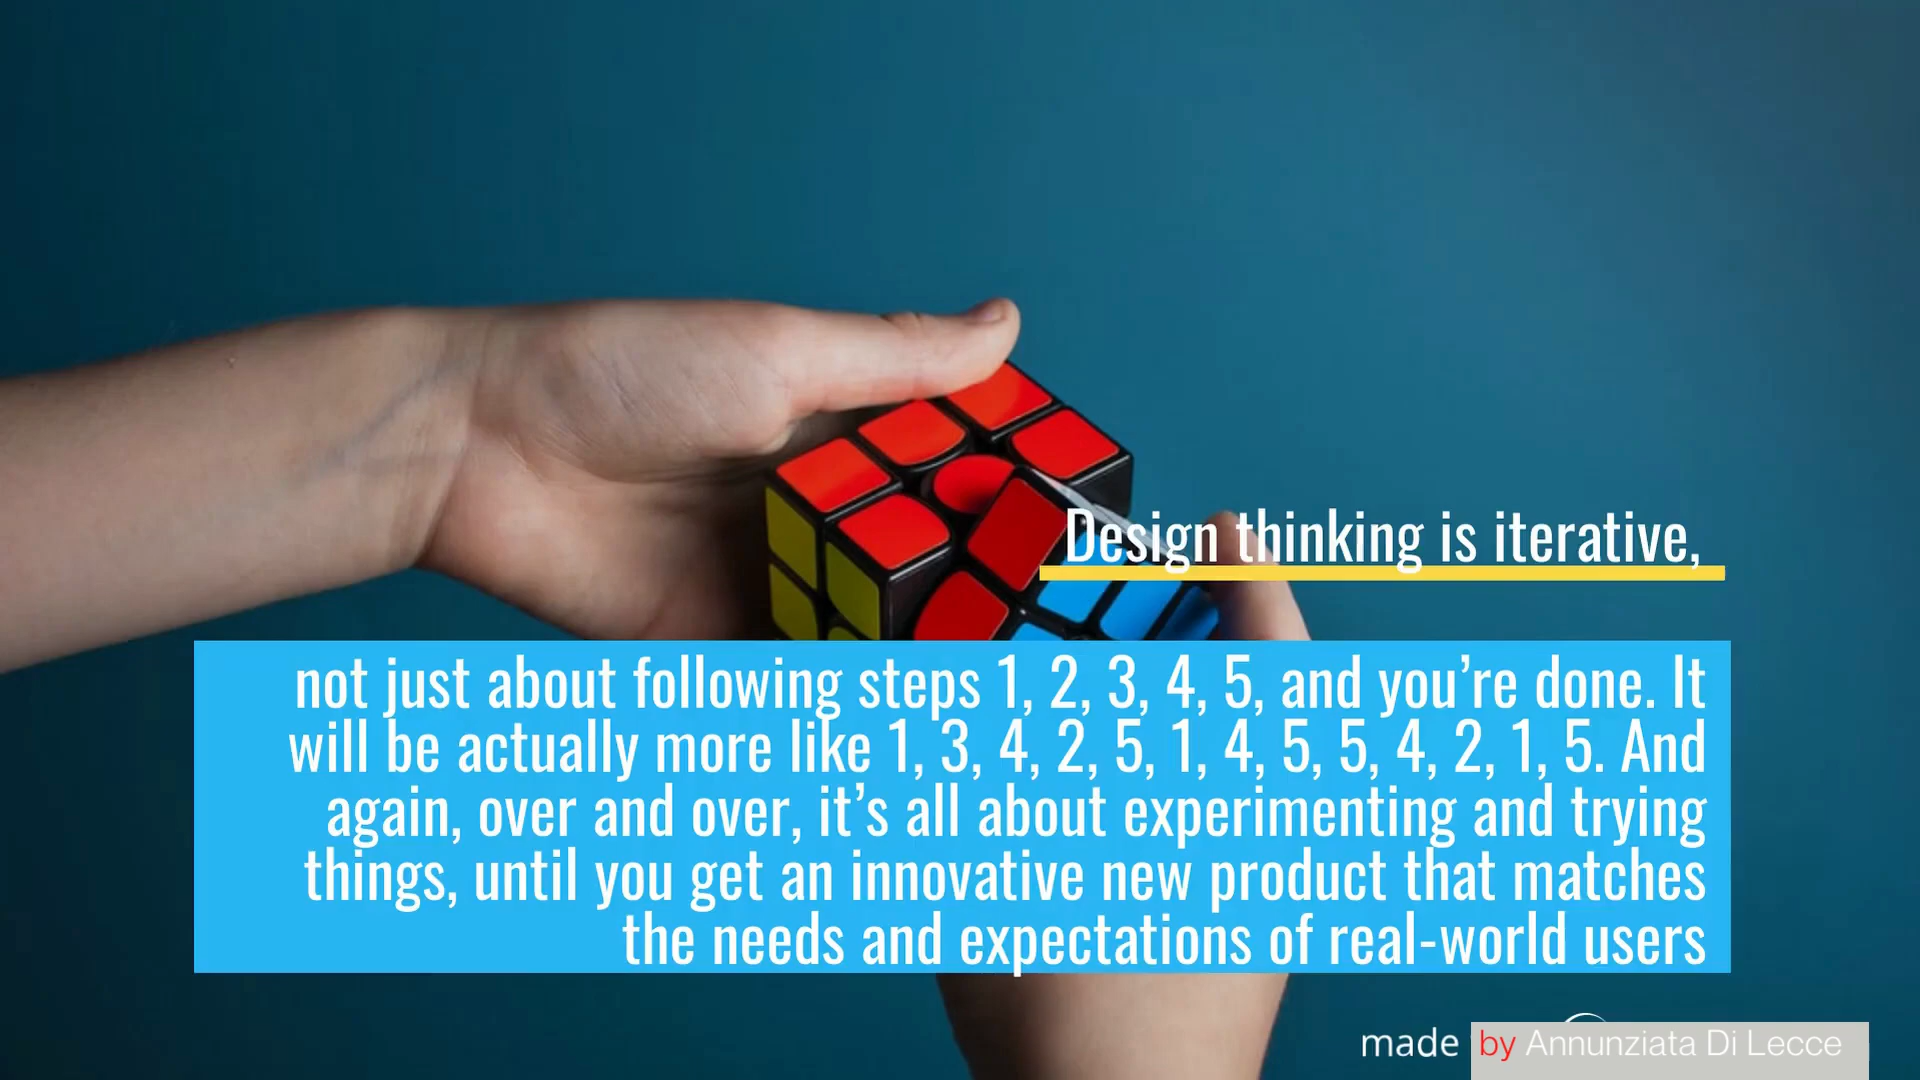 Design thinking is iterative,
not just about following steps 1, 2, 3, 4, 5, and you’re done. It
will be actually more like 1, 3, 4, 2, 5, 1, 4, 5, 5, 4, 2, 1, 5. And
again, over and over, it’s all about experimenting and trying
things, until you get an innovative new product that matches
the needs and expectations of real-world users
made by Annunziata Di Lecce